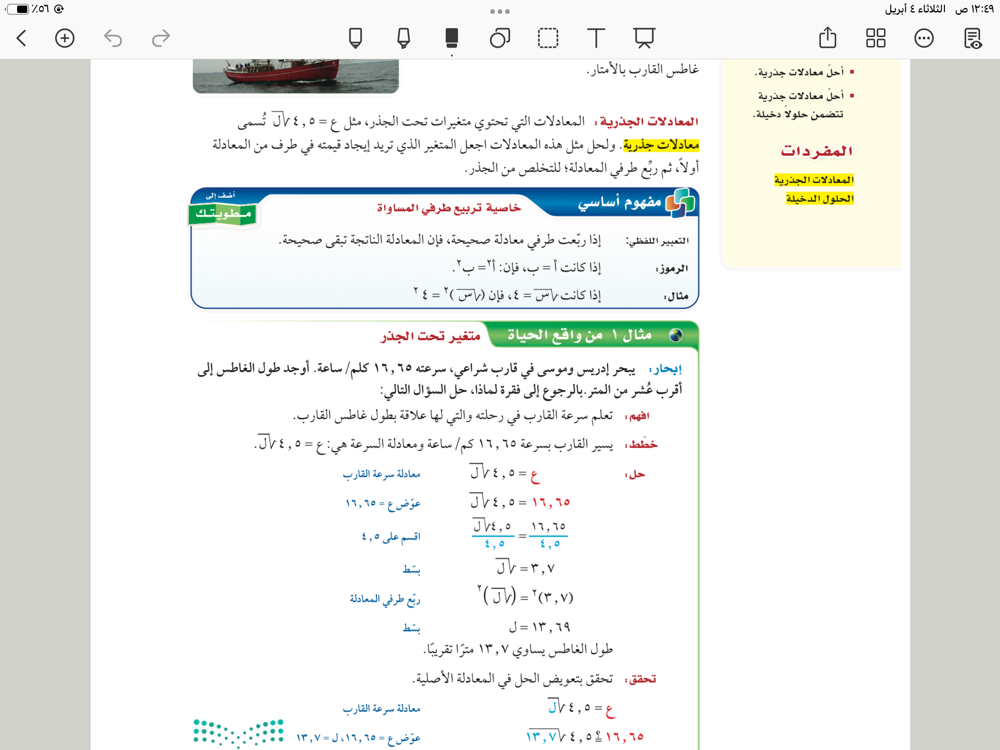 ١٢:٤٩ ص الثلاثاء ٤ أبريل
٥٦٪
غاطس القارب بالأمتار.
المعادلات الجذرية: المعادلات التي تحتوي متغيرات تحت الجذر، مثل ع = ٤,٥ √ل تُسمى
معادلات جذرية. ولحل مثل هذه المعادلات اجعل المتغير الذي تريد إيجاد قيمته في طرف من المعادلة
أولاً، ثم ربِّع طرفي المعادلة؛ للتخلص من الجذر.
أحلّ معادلات جذرية.
أحلّ معادلات جذرية
تتضمن حلولاً دخيلة.
المفردات
المعادلات الجذرية
الحلول الدخيلة
مفهوم أساسي
خاصية تربيع طرفي المساواة
أضف إلى
مطويتك
التعبير اللفظي: إذا ربّعت طرفي معادلة صحيحة، فإن المعادلة الناتجة تبقى صحيحة.
الرموز: إذا كانت أ = ب، فإن: أ² = ب².
مثال: إذا كانت √س = ٤، فإن (√س)² = ٤²
مثال ١ من واقع الحياة
متغير تحت الجذر
إبحار: يبحر إدريس وموسى في قارب شراعي، سرعته ١٦,٦٥ كلم/ ساعة. أوجد طول الغاطس إلى
أقرب عُشر من المتر.بالرجوع إلى فقرة لماذا، حل السؤال التالي:
افهم: تعلم سرعة القارب في رحلته والتي لها علاقة بطول غاطس القارب.
خطّط: يسير القارب بسرعة ١٦,٦٥ كم/ ساعة ومعادلة السرعة هي: ع = ٤,٥ √ل.
حل: ع = ٤,٥ √ل معادلة سرعة القارب
١٦,٦٥ = ٤,٥ √ل عوّض ع = ١٦,٦٥
١٦,٦٥/٤,٥ = ٤,٥√ل/٤,٥ اقسم على ٤,٥
٣,٧ = √ل بسّط
(٣,٧)² = (√ل)² ربّع طرفي المعادلة
١٣,٦٩ = ل بسّط
طول الغاطس يساوي ١٣,٧ مترًا تقريبًا.
تحقق: تحقق بتعويض الحل في المعادلة الأصلية.
ع = ٤,٥ √ل معادلة سرعة القارب
١٦,٦٥ ≟ ٤,٥ √١٣,٧ عوّض ع = ١٦,٦٥، ل = ١٣,٧